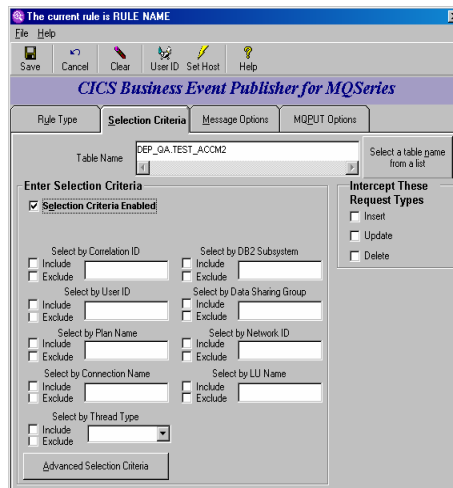 The current rule is RULE NAME
File Help
Save Cancel Clear User ID Set Host Help
CICS Business Event Publisher for MQSeries
Rule Type Selection Criteria Message Options MQPUT Options
Table Name DEP_QA.TEST_ACCM2 Select a table name from a list
Enter Selection Criteria
Selection Criteria Enabled
Select by Correlation ID
Include
Exclude
Select by DB2 Subsystem
Include
Exclude
Select by User ID
Include
Exclude
Select by Data Sharing Group
Include
Exclude
Select by Plan Name
Include
Exclude
Select by Network ID
Include
Exclude
Select by Connection Name
Include
Exclude
Select by LU Name
Include
Exclude
Select by Thread Type
Include
Exclude
Advanced Selection Criteria
Intercept These
Request Types
Insert
Update
Delete